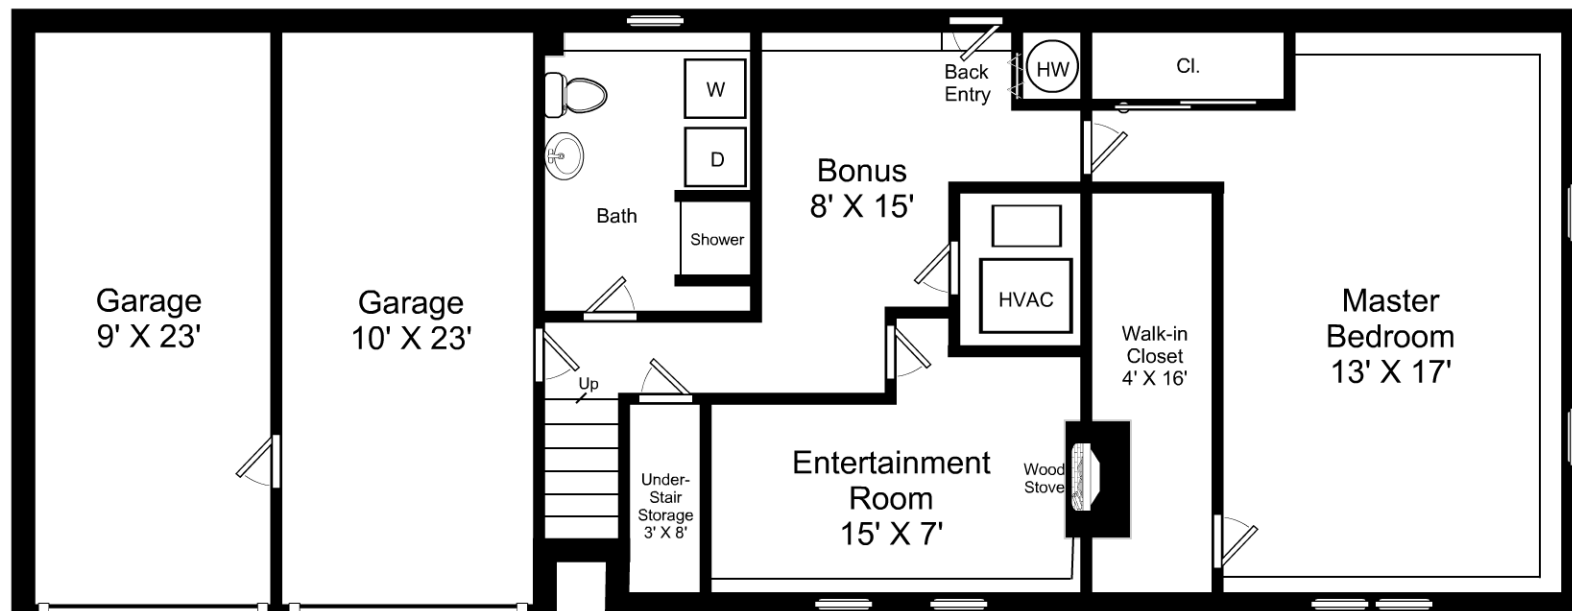 Garage
9' X 23'
Garage
10' X 23'
W
D
Bath
Shower
Up
Under-
Stair
Storage
3' X 8'
Bonus
8' X 15'
Back
Entry
HW
Cl.
HVAC
Entertainment
Room
15' X 7'
Wood
Stove
Walk-in
Closet
4' X 16'
Master
Bedroom
13' X 17'